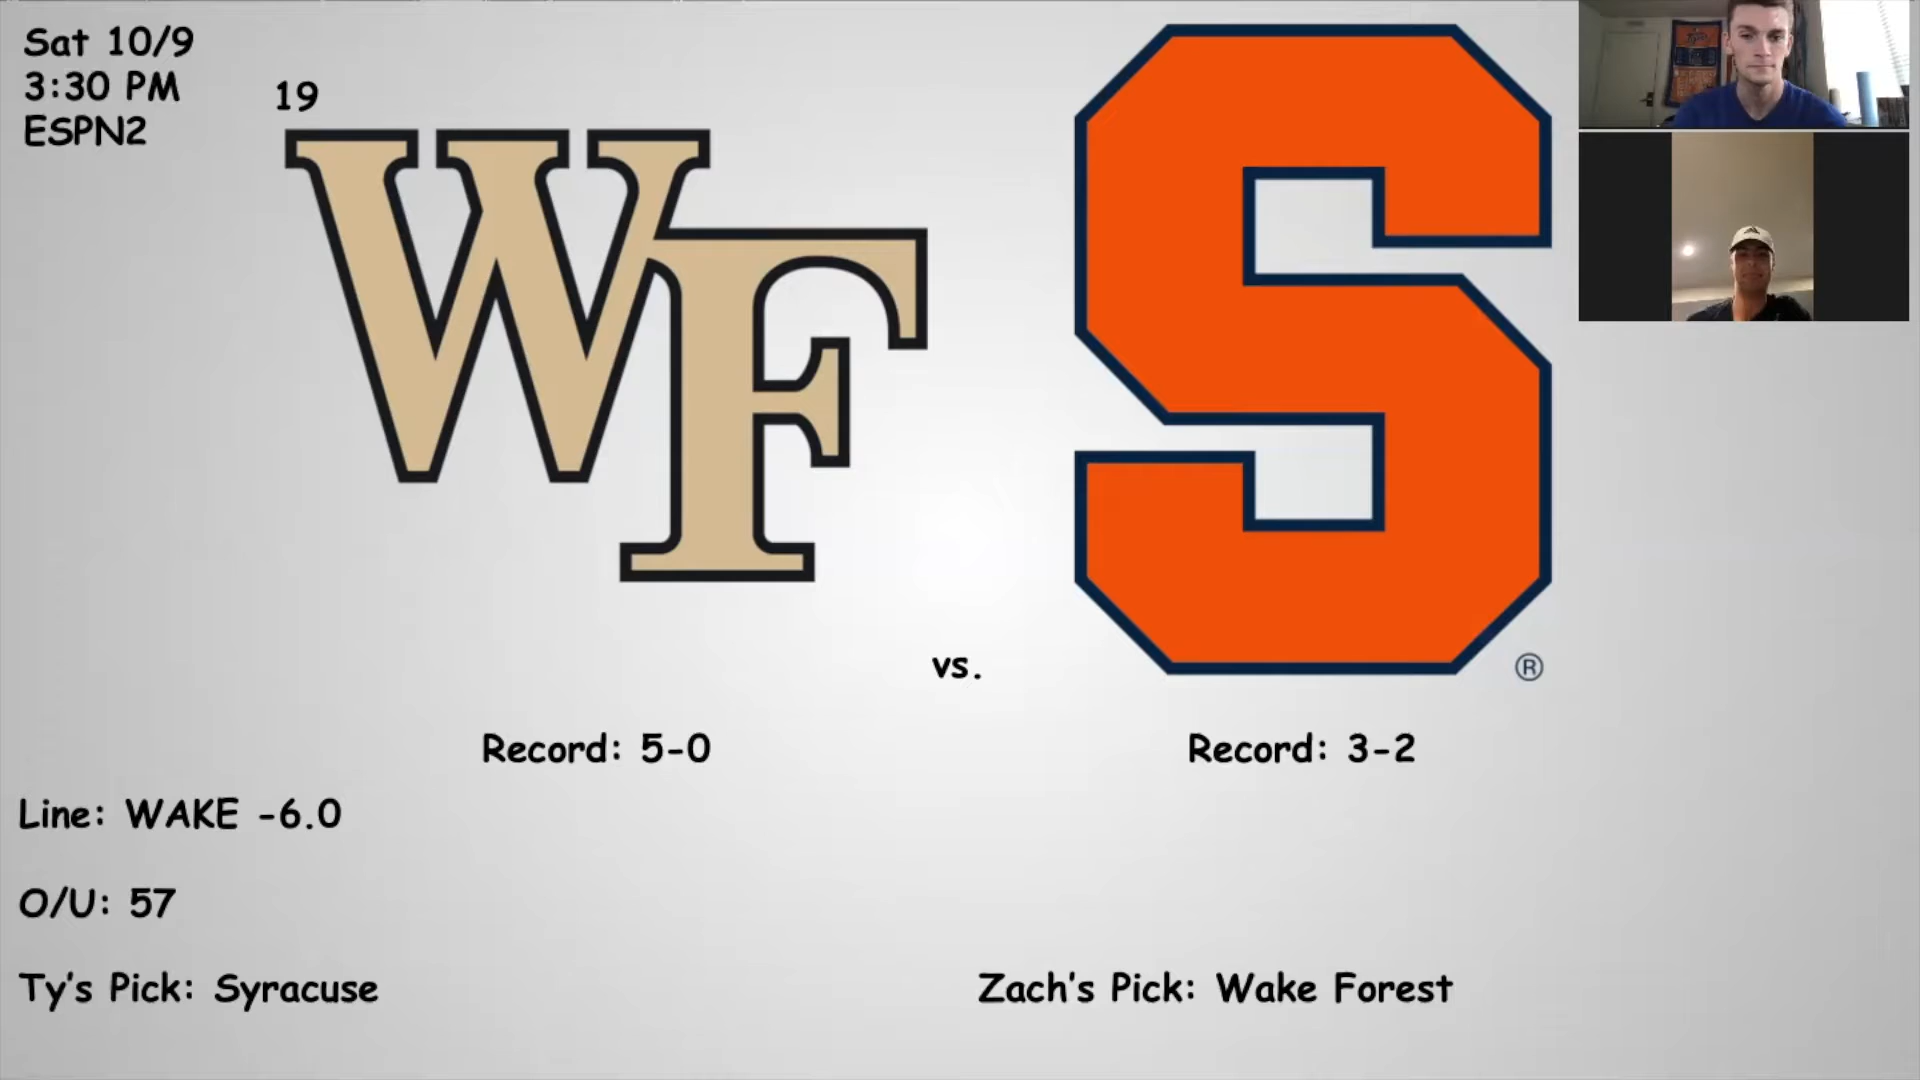 Sat 10/9
3:30 PM
ESPN2
19
WF
S
®
vs.
Record: 5-0
Record: 3-2
Line: WAKE -6.0
O/U: 57
Ty's Pick: Syracuse
Zach's Pick: Wake Forest